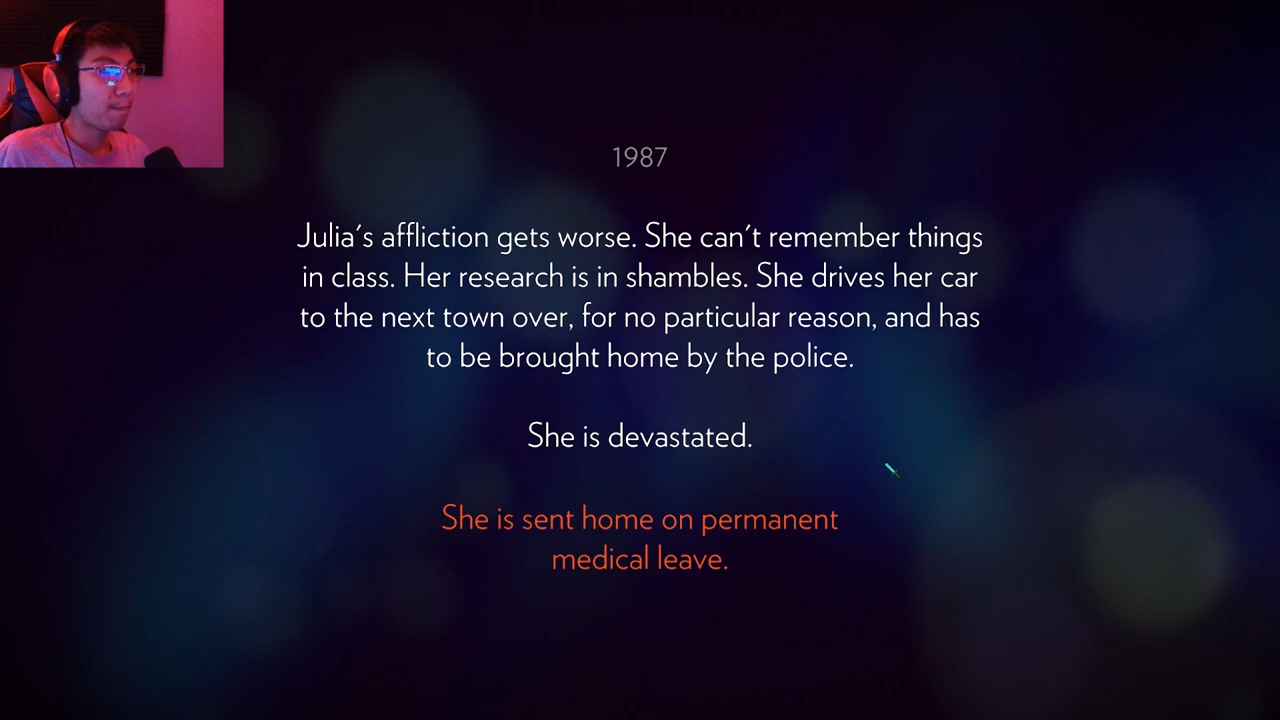 1987
Julia's affliction gets worse. She can't remember things
in class. Her research is in shambles. She drives her car
to the next town over, for no particular reason, and has
to be brought home by the police.
She is devastated.
She is sent home on permanent
medical leave.